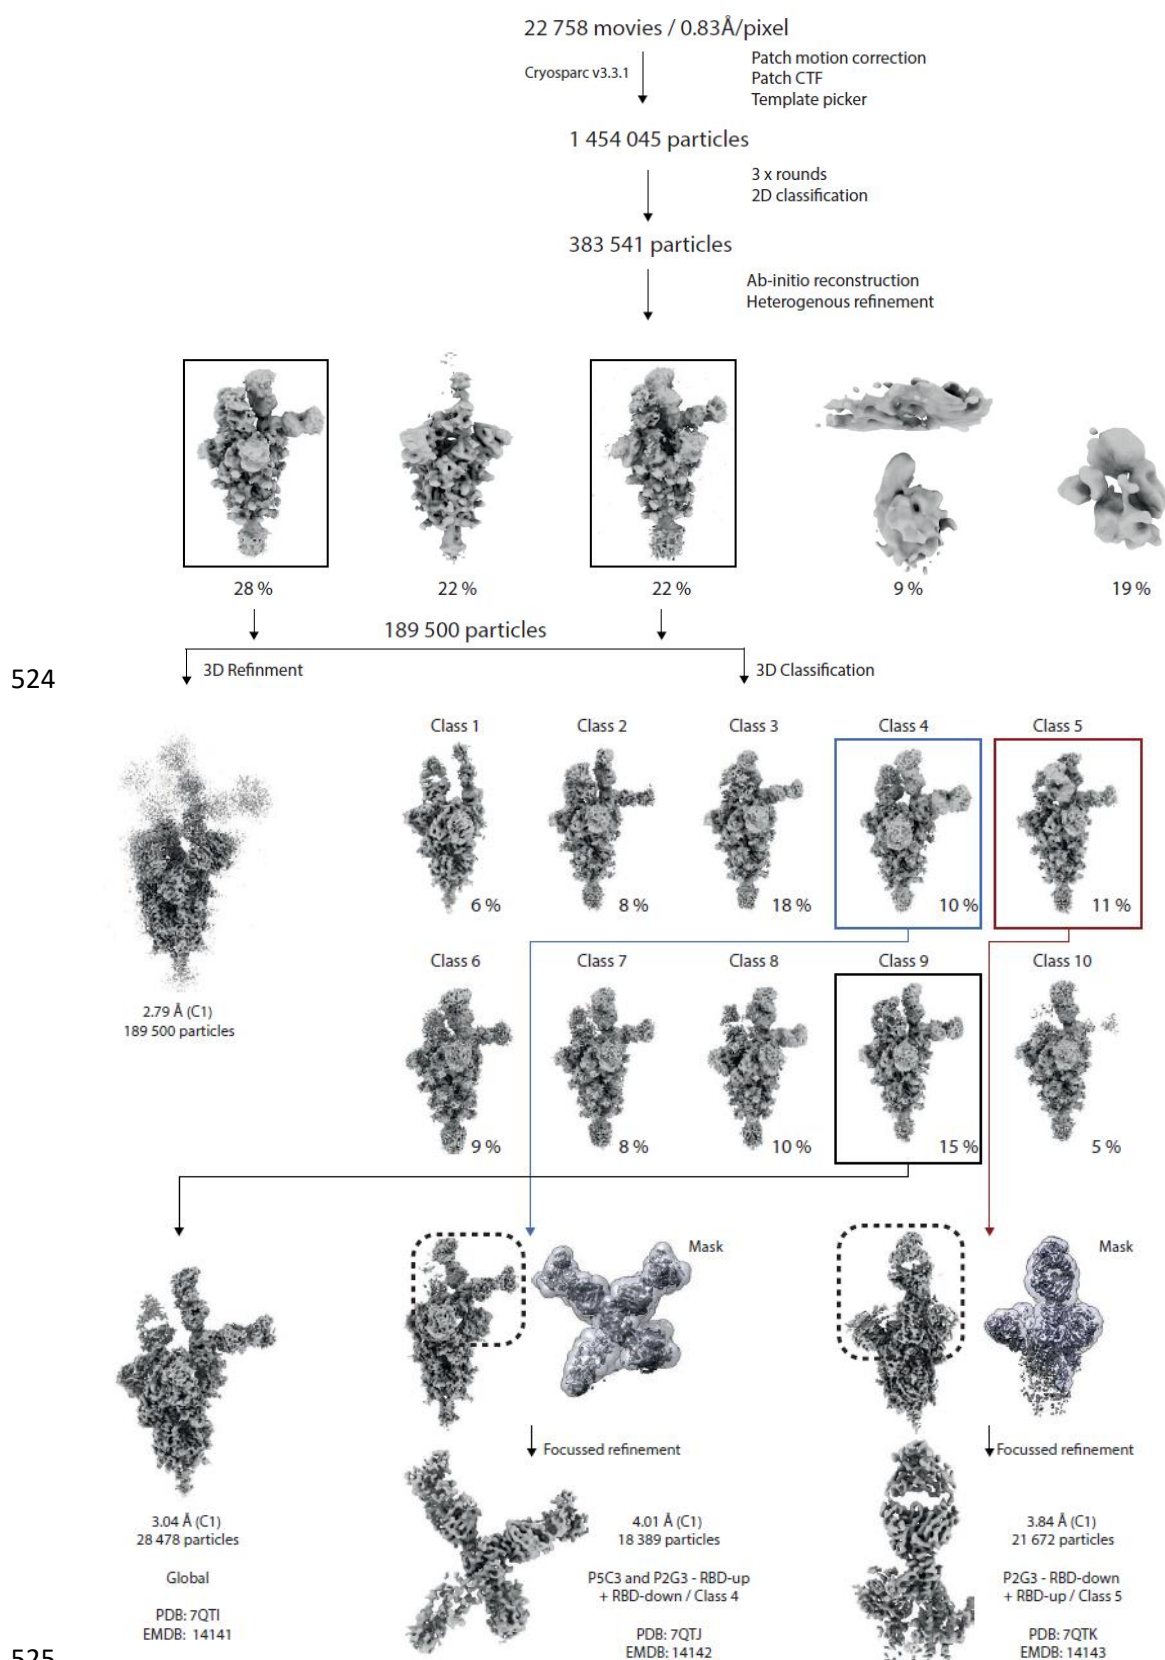 22 758 movies / 0.83Å/pixel
Cryosparc v3.3.1
Patch motion correction
Patch CTF
Template picker
1 454 045 particles
3 x rounds
2D classification
383 541 particles
Ab-initio reconstruction
Heterogenous refinement
28 %
22 %
22 %
9 %
19 %
189 500 particles
524
3D Refinment
3D Classification
Class 1
Class 2
Class 3
Class 4
Class 5
6 %
8 %
18 %
10 %
11 %
Class 6
Class 7
Class 8
Class 9
Class 10
2.79 Å (C1)
189 500 particles
9 %
8 %
10 %
15 %
5 %
Mask
Mask
Focussed refinement
Focussed refinement
3.04 Å (C1)
28 478 particles
Global
PDB: 7QTI
EMDB: 14141
4.01 Å (C1)
18 389 particles
P5C3 and P2G3 - RBD-up
+ RBD-down / Class 4
PDB: 7QTJ
EMDB: 14142
3.84 Å (C1)
21 672 particles
P2G3 - RBD-down
+ RBD-up / Class 5
PDB: 7QTK
EMDB: 14143
525